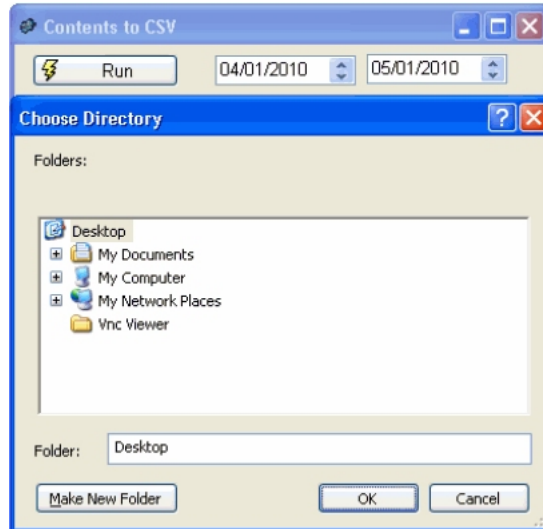 Contents to CSV
Run 04/01/2010 05/01/2010
Choose Directory
Folders:
Desktop
My Documents
My Computer
My Network Places
Vnc Viewer
Folder: Desktop
Make New Folder OK Cancel